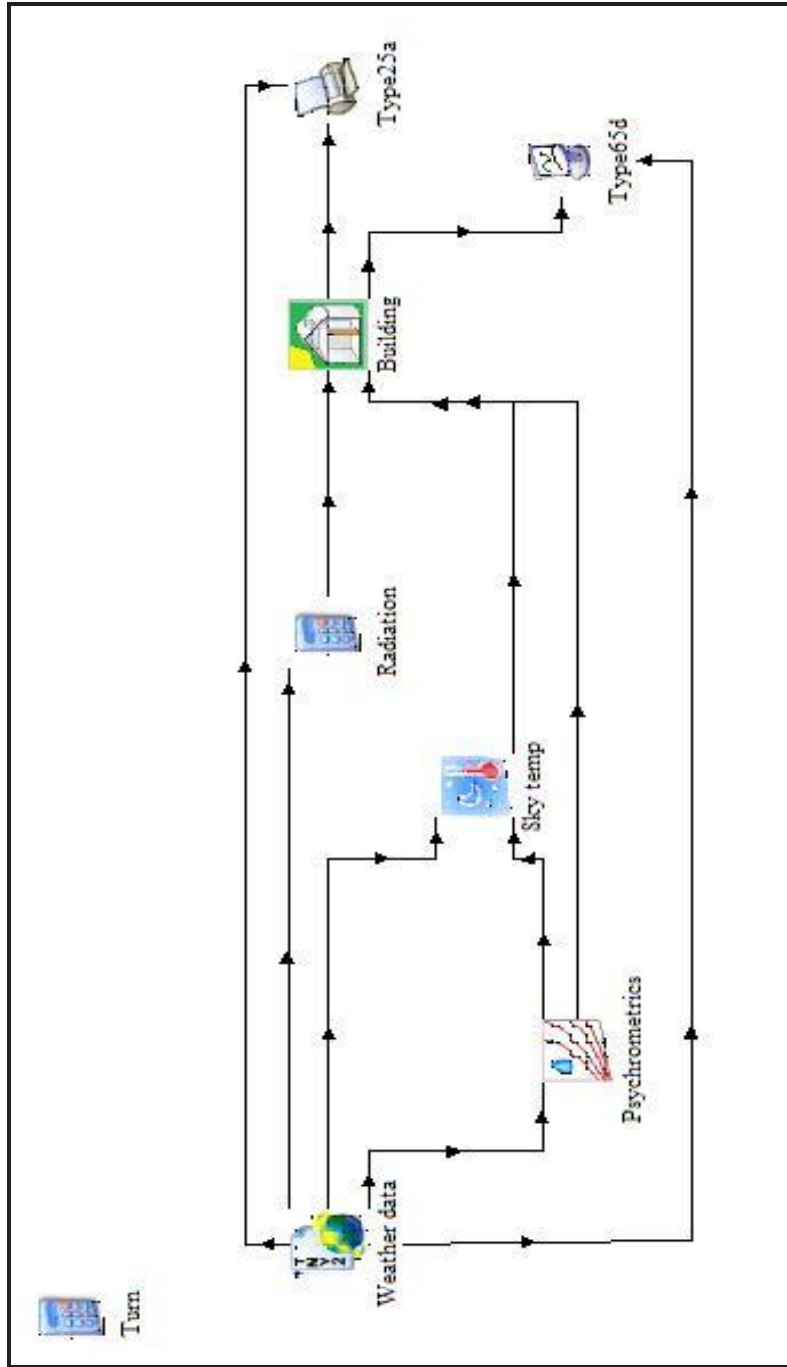 Turn
Weather data
Psychrometrics
Sky temp
Radiation
Building
Type25a
Type65d